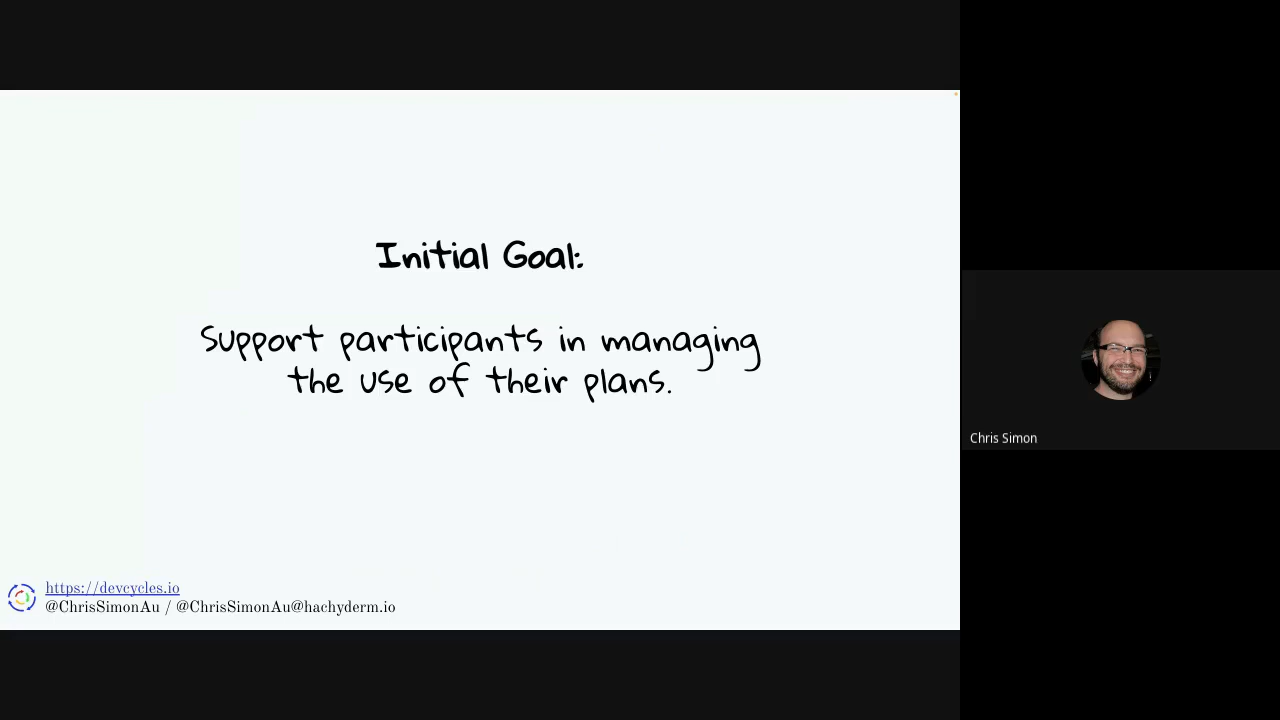 Initial Goal:
Support participants in managing
the use of their plans.
https://devcycles.io
@ChrisSimonAu / @ChrisSimonAu@hachyderm.io
Chris Simon